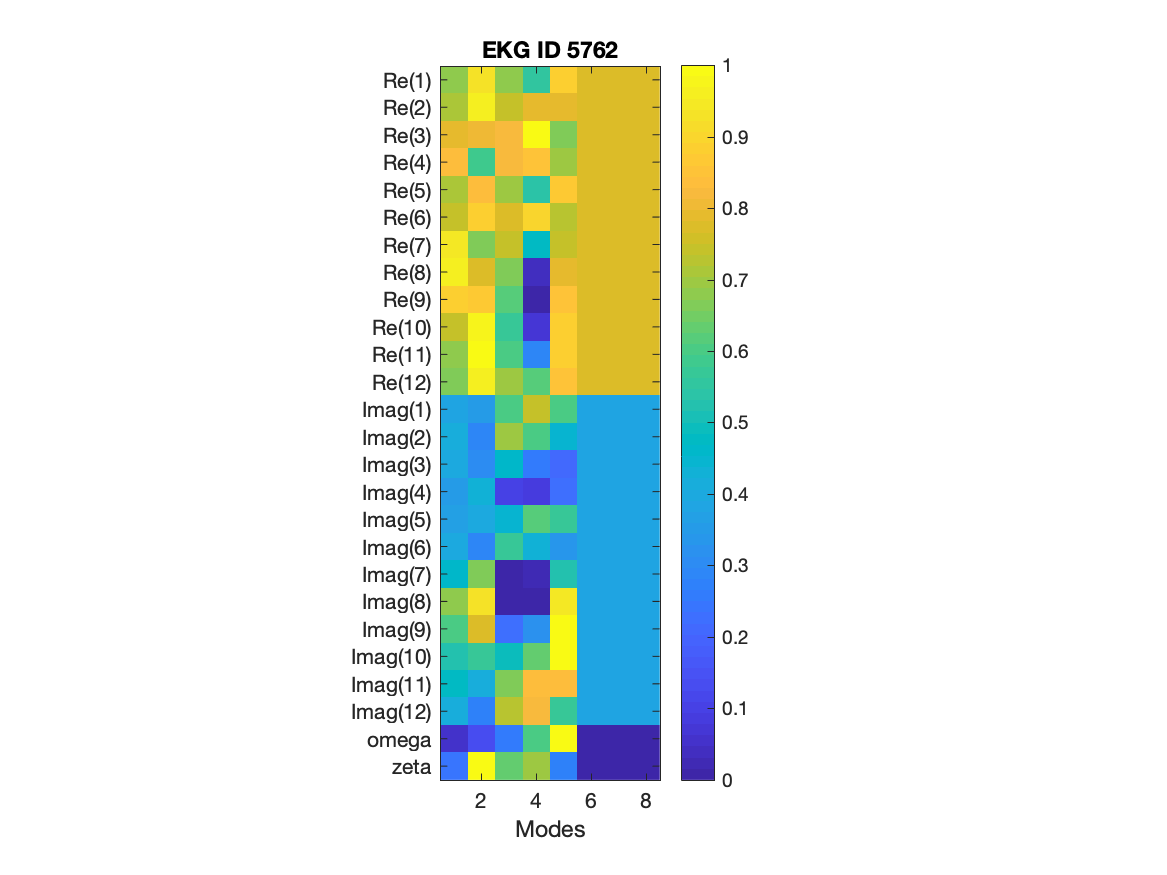 EKG ID 5762
Re(1)
Re(2)
Re(3)
Re(4)
Re(5)
Re(6)
Re(7)
Re(8)
Re(9)
Re(10)
Re(11)
Re(12)
Imag(1)
Imag(2)
Imag(3)
Imag(4)
Imag(5)
Imag(6)
Imag(7)
Imag(8)
Imag(9)
Imag(10)
Imag(11)
Imag(12)
omega
zeta
2 4 6 8
Modes
1
0.9
0.8
0.7
0.6
0.5
0.4
0.3
0.2
0.1
0